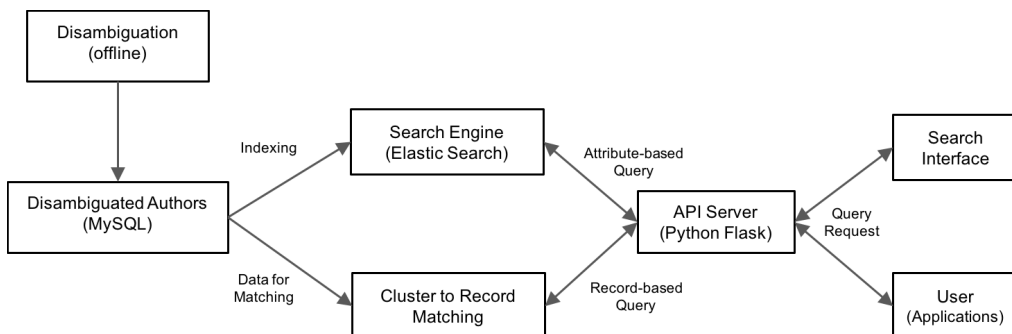 Disambiguation
(offline)
Disambiguated Authors
(MySQL)
Indexing
Data for
Matching
Search Engine
(Elastic Search)
Cluster to Record
Matching
Attribute-based
Query
Record-based
Query
API Server
(Python Flask)
Query
Request
Search
Interface
User
(Applications)